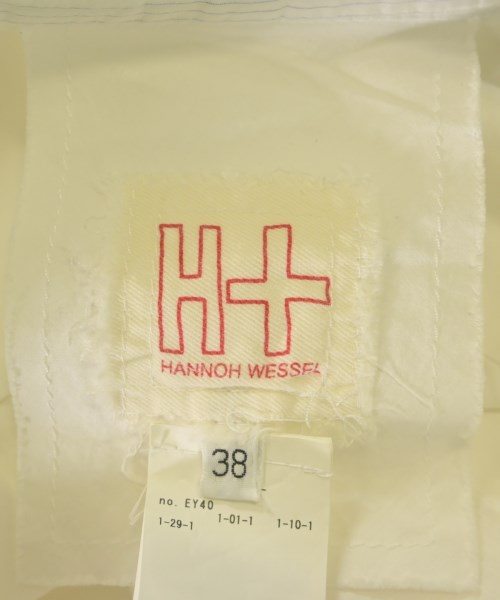 H+
HANNOH WESSEL
38
no. EY40
1-29-1 1-01-1 1-10-1